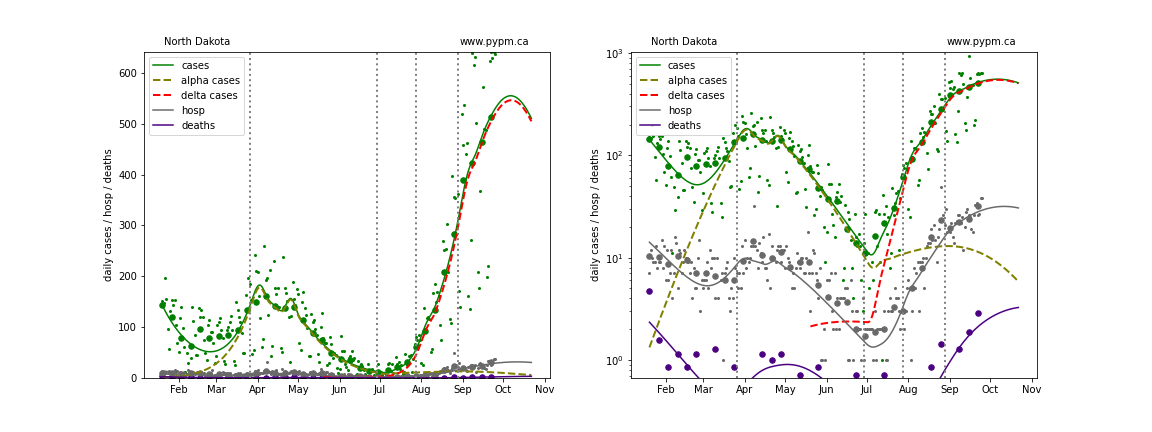 North Dakota www.pypm.ca
cases
alpha cases
delta cases
hosp
deaths
daily cases / hosp / deaths
600
500
400
300
200
100
0
Feb Mar Apr May Jun Jul Aug Sep Oct Nov
North Dakota www.pypm.ca
cases
alpha cases
delta cases
hosp
deaths
daily cases / hosp / deaths
10³
10²
10¹
10⁰
Feb Mar Apr May Jun Jul Aug Sep Oct Nov